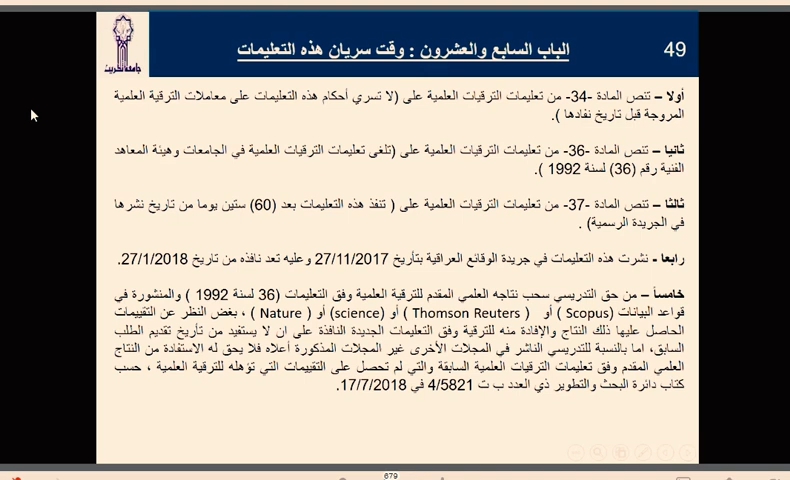 49
الباب السابع والعشرون : وقت سريان هذه التعليمات
جامعة تكريت
أولا – تنص المادة -34- من تعليمات الترقيات العلمية على (لا تسري أحكام هذه التعليمات على معاملات الترقية العلمية
المروجة قبل تاريخ نفاذها ).
ثانيا – تنص المادة -36- من تعليمات الترقيات العلمية على (تلغى تعليمات الترقيات العلمية في الجامعات وهيئة المعاهد
الفنية رقم (36) لسنة 1992 ).
ثالثا – تنص المادة -37- من تعليمات الترقيات العلمية على ( تنفذ هذه التعليمات بعد (60) ستين يوما من تاريخ نشرها
في الجريدة الرسمية) .
رابعا - نشرت هذه التعليمات في جريدة الوقائع العراقية بتأريخ 27/11/2017 وعليه تعد نافذه من تاريخ 27/1/2018.
خامساً – من حق التدريسي سحب نتاجه العلمي المقدم للترقية العلمية وفق التعليمات (36 لسنة 1992 ) والمنشورة في
قواعد البيانات (Scopus) أو ( Thomson Reuters ) أو (science) أو ( Nature ) ، بغض النظر عن التقييمات
الحاصل عليها ذلك النتاج والإفادة منه للترقية وفق التعليمات الجديدة النافذة على ان لا يستفيد من تأريخ تقديم الطلب
السابق، اما بالنسبة للتدريسي الناشر في المجلات الأخرى غير المجلات المذكورة أعلاه فلا يحق له الاستفادة من النتاج
العلمي المقدم وفق تعليمات الترقيات العلمية السابقة والتي لم تحصل على التقييمات التي تؤهله للترقية العلمية ، حسب
كتاب دائرة البحث والتطوير ذي العدد ب ت 4/5821 في 17/7/2018.
679